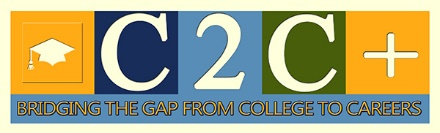 C2C+
BRIDGING THE GAP FROM COLLEGE TO CAREERS